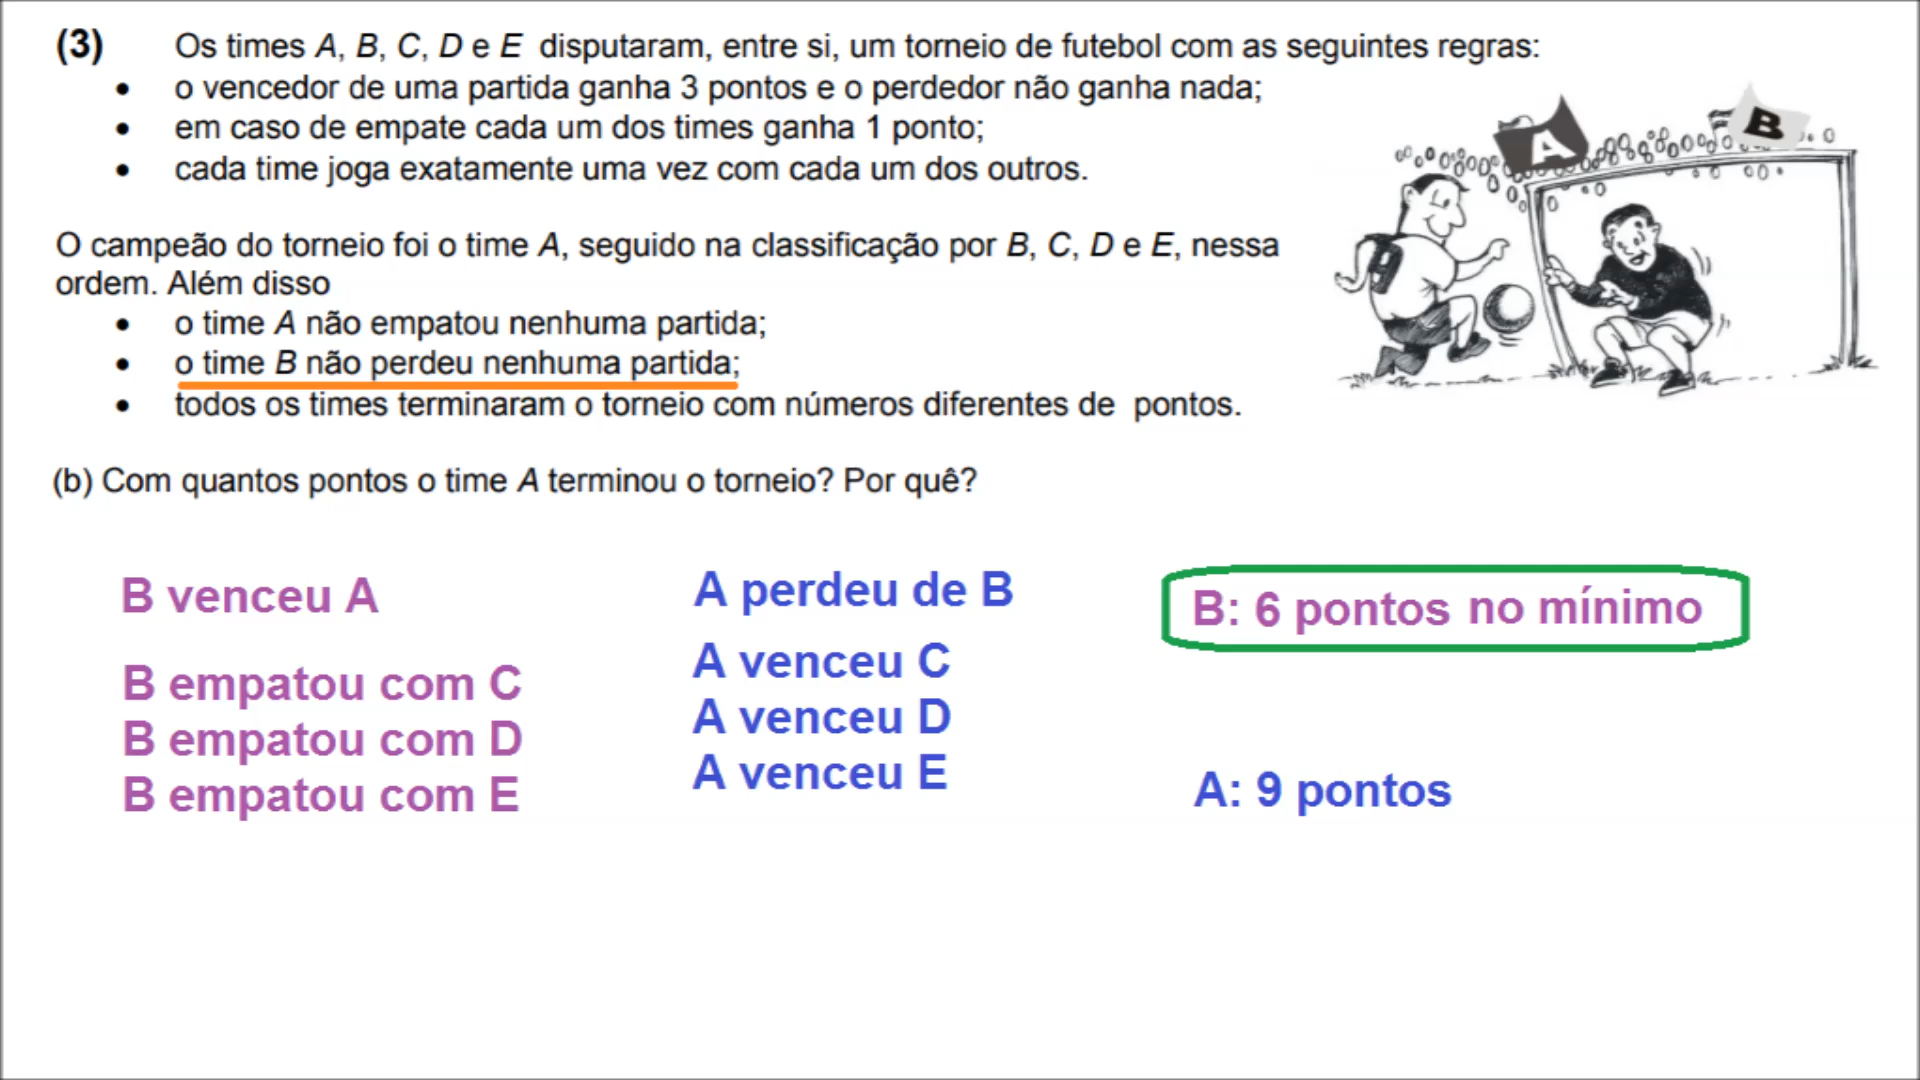 (3) Os times A, B, C, D e E disputaram, entre si, um torneio de futebol com as seguintes regras:
• o vencedor de uma partida ganha 3 pontos e o perdedor não ganha nada;
• em caso de empate cada um dos times ganha 1 ponto;
• cada time joga exatamente uma vez com cada um dos outros.
A
B
O campeão do torneio foi o time A, seguido na classificação por B, C, D e E, nessa
ordem. Além disso
• o time A não empatou nenhuma partida;
• o time B não perdeu nenhuma partida;
• todos os times terminaram o torneio com números diferentes de pontos.
(b) Com quantos pontos o time A terminou o torneio? Por quê?
B venceu A
B empatou com C
B empatou com D
B empatou com E
A perdeu de B
A venceu C
A venceu D
A venceu E
B: 6 pontos no mínimo
A: 9 pontos